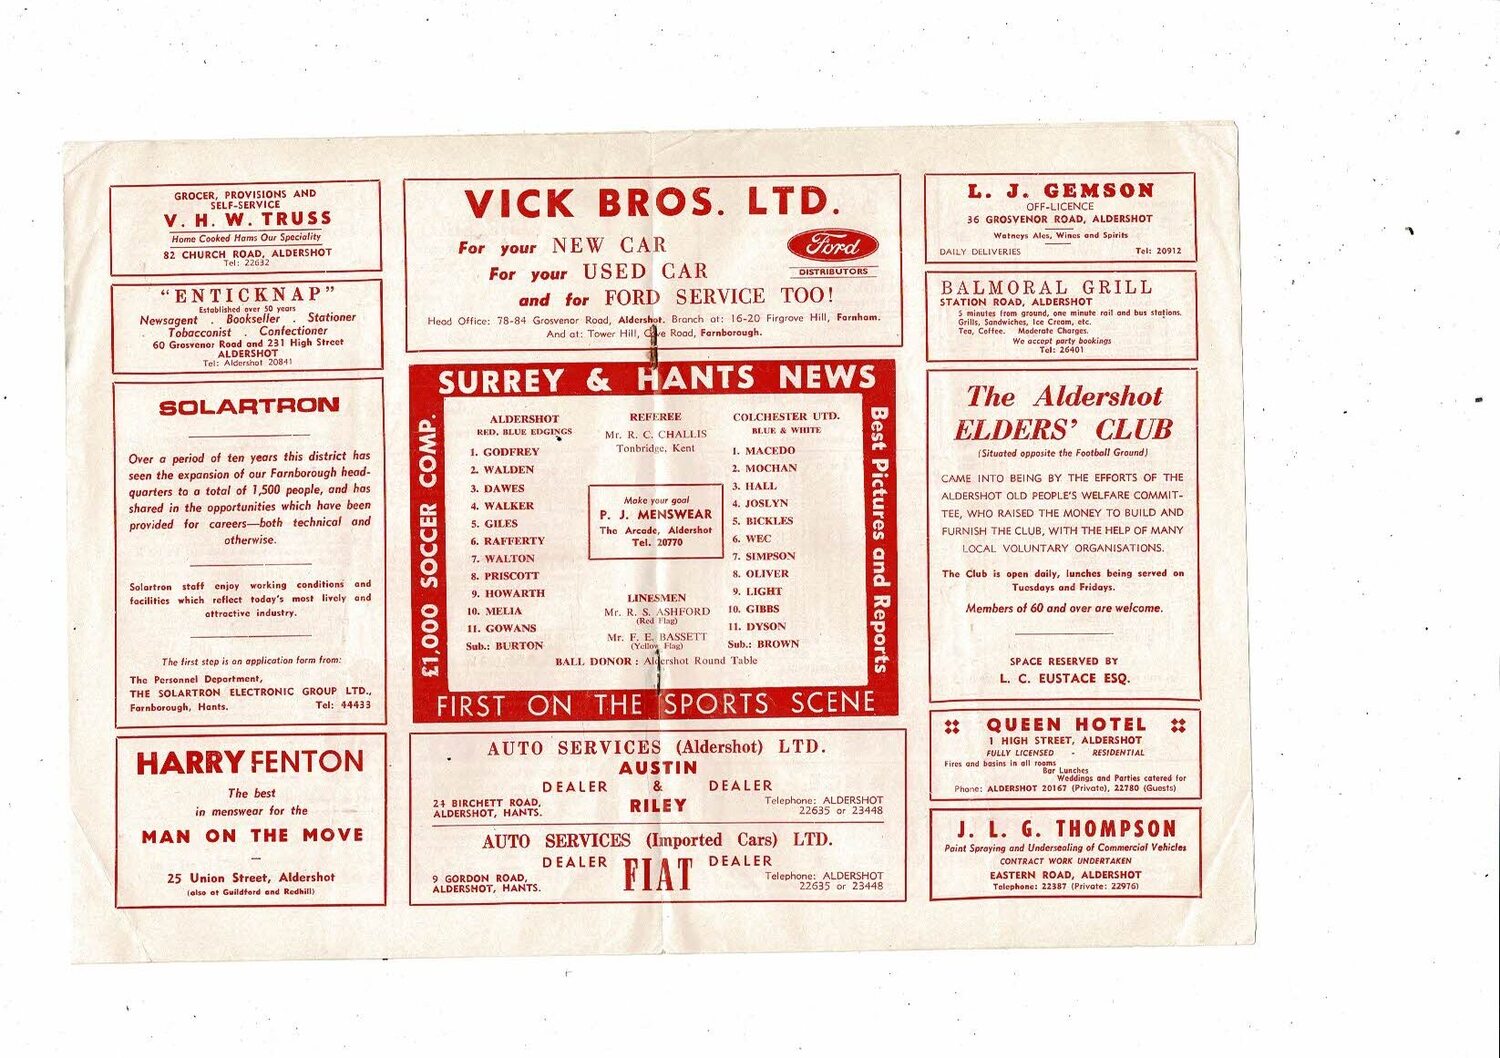 GROCER, PROVISIONS AND
SELF-SERVICE
V. H. W. TRUSS
Home Cooked Hams Our Speciality
82 CHURCH ROAD, ALDERSHOT
Tel: 22632
"ENTICKNAP"
Established over 50 years
Newsagent . Bookseller . Stationer
Tobacconist . Confectioner
60 Grosvenor Road and 231 High Street
ALDERSHOT
Tel: Aldershot 20841
SOLARTRON
Over a period of ten years this district has
seen the expansion of our Farnborough head-
quarters to a total of 1,500 people, and has
shared in the opportunities which have been
provided for careers—both technical and
otherwise.
Solartron staff enjoy working conditions and
facilities which reflect today's most lively and
attractive industry.
The first step is an application form from:
The Personnel Department,
THE SOLARTRON ELECTRONIC GROUP LTD.,
Farnborough, Hants. Tel: 44433
HARRY FENTON
The best
in menswear for the
MAN ON THE MOVE
25 Union Street, Aldershot
(also at Guildford and Redhill)
VICK BROS. LTD.
For your NEW CAR
For your USED CAR
and for FORD SERVICE TOO!
Ford
DISTRIBUTORS
Head Office: 78-84 Grosvenor Road, Aldershot. Branch at: 16-20 Firgrove Hill, Farnham.
And at: Tower Hill, Cove Road, Farnborough.
SURREY & HANTS NEWS
£1,000 SOCCER COMP.
ALDERSHOT
RED, BLUE EDGINGS
1. GODFREY
2. WALDEN
3. DAWES
4. WALKER
5. GILES
6. RAFFERTY
7. WALTON
8. PRISCOTT
9. HOWARTH
10. MELIA
11. GOWANS
Sub.: BURTON
REFEREE
Mr. R. C. CHALLIS
Tonbridge, Kent
Make your goal
P. J. MENSWEAR
The Arcade, Aldershot
Tel. 20770
LINESMEN
Mr. R. S. ASHFORD
(Red Flag)
Mr. F. E. BASSETT
(Yellow Flag)
COLCHESTER UTD.
BLUE & WHITE
1. MACEDO
2. MOCHAN
3. HALL
4. JOSLYN
5. BICKLES
6. WEC
7. SIMPSON
8. OLIVER
9. LIGHT
10. GIBBS
11. DYSON
Sub.: BROWN
BALL DONOR : Aldershot Round Table
Best Pictures and Reports
FIRST ON THE SPORTS SCENE
AUTO SERVICES (Aldershot) LTD.
AUSTIN
DEALER & DEALER
RILEY
24 BIRCHETT ROAD,
ALDERSHOT, HANTS.
Telephone: ALDERSHOT
22635 or 23448
AUTO SERVICES (Imported Cars) LTD.
DEALER FIAT DEALER
9 GORDON ROAD,
ALDERSHOT, HANTS.
Telephone: ALDERSHOT
22635 or 23448
L. J. GEMSON
OFF-LICENCE
36 GROSVENOR ROAD, ALDERSHOT
Watneys Ales, Wines and Spirits
DAILY DELIVERIES Tel: 20912
BALMORAL GRILL
STATION ROAD, ALDERSHOT
5 minutes from ground, one minute rail and bus stations.
Grills, Sandwiches, Ice Cream, etc.
Tea, Coffee. Moderate Charges.
We accept party bookings
Tel: 26401
The Aldershot
ELDERS' CLUB
(Situated opposite the Football Ground)
CAME INTO BEING BY THE EFFORTS OF THE
ALDERSHOT OLD PEOPLE'S WELFARE COMMIT-
TEE, WHO RAISED THE MONEY TO BUILD AND
FURNISH THE CLUB, WITH THE HELP OF MANY
LOCAL VOLUNTARY ORGANISATIONS.
The Club is open daily, lunches being served on
Tuesdays and Fridays.
Members of 60 and over are welcome.
SPACE RESERVED BY
L. C. EUSTACE ESQ.
QUEEN HOTEL
1 HIGH STREET, ALDERSHOT
FULLY LICENSED - RESIDENTIAL
Fires and basins in all rooms
Bar Lunches
Weddings and Parties catered for
Phone: ALDERSHOT 20167 (Private), 22780 (Guests)
J. L. G. THOMPSON
Paint Spraying and Undersealing of Commercial Vehicles
CONTRACT WORK UNDERTAKEN
EASTERN ROAD, ALDERSHOT
Telephone: 22387 (Private: 22976)